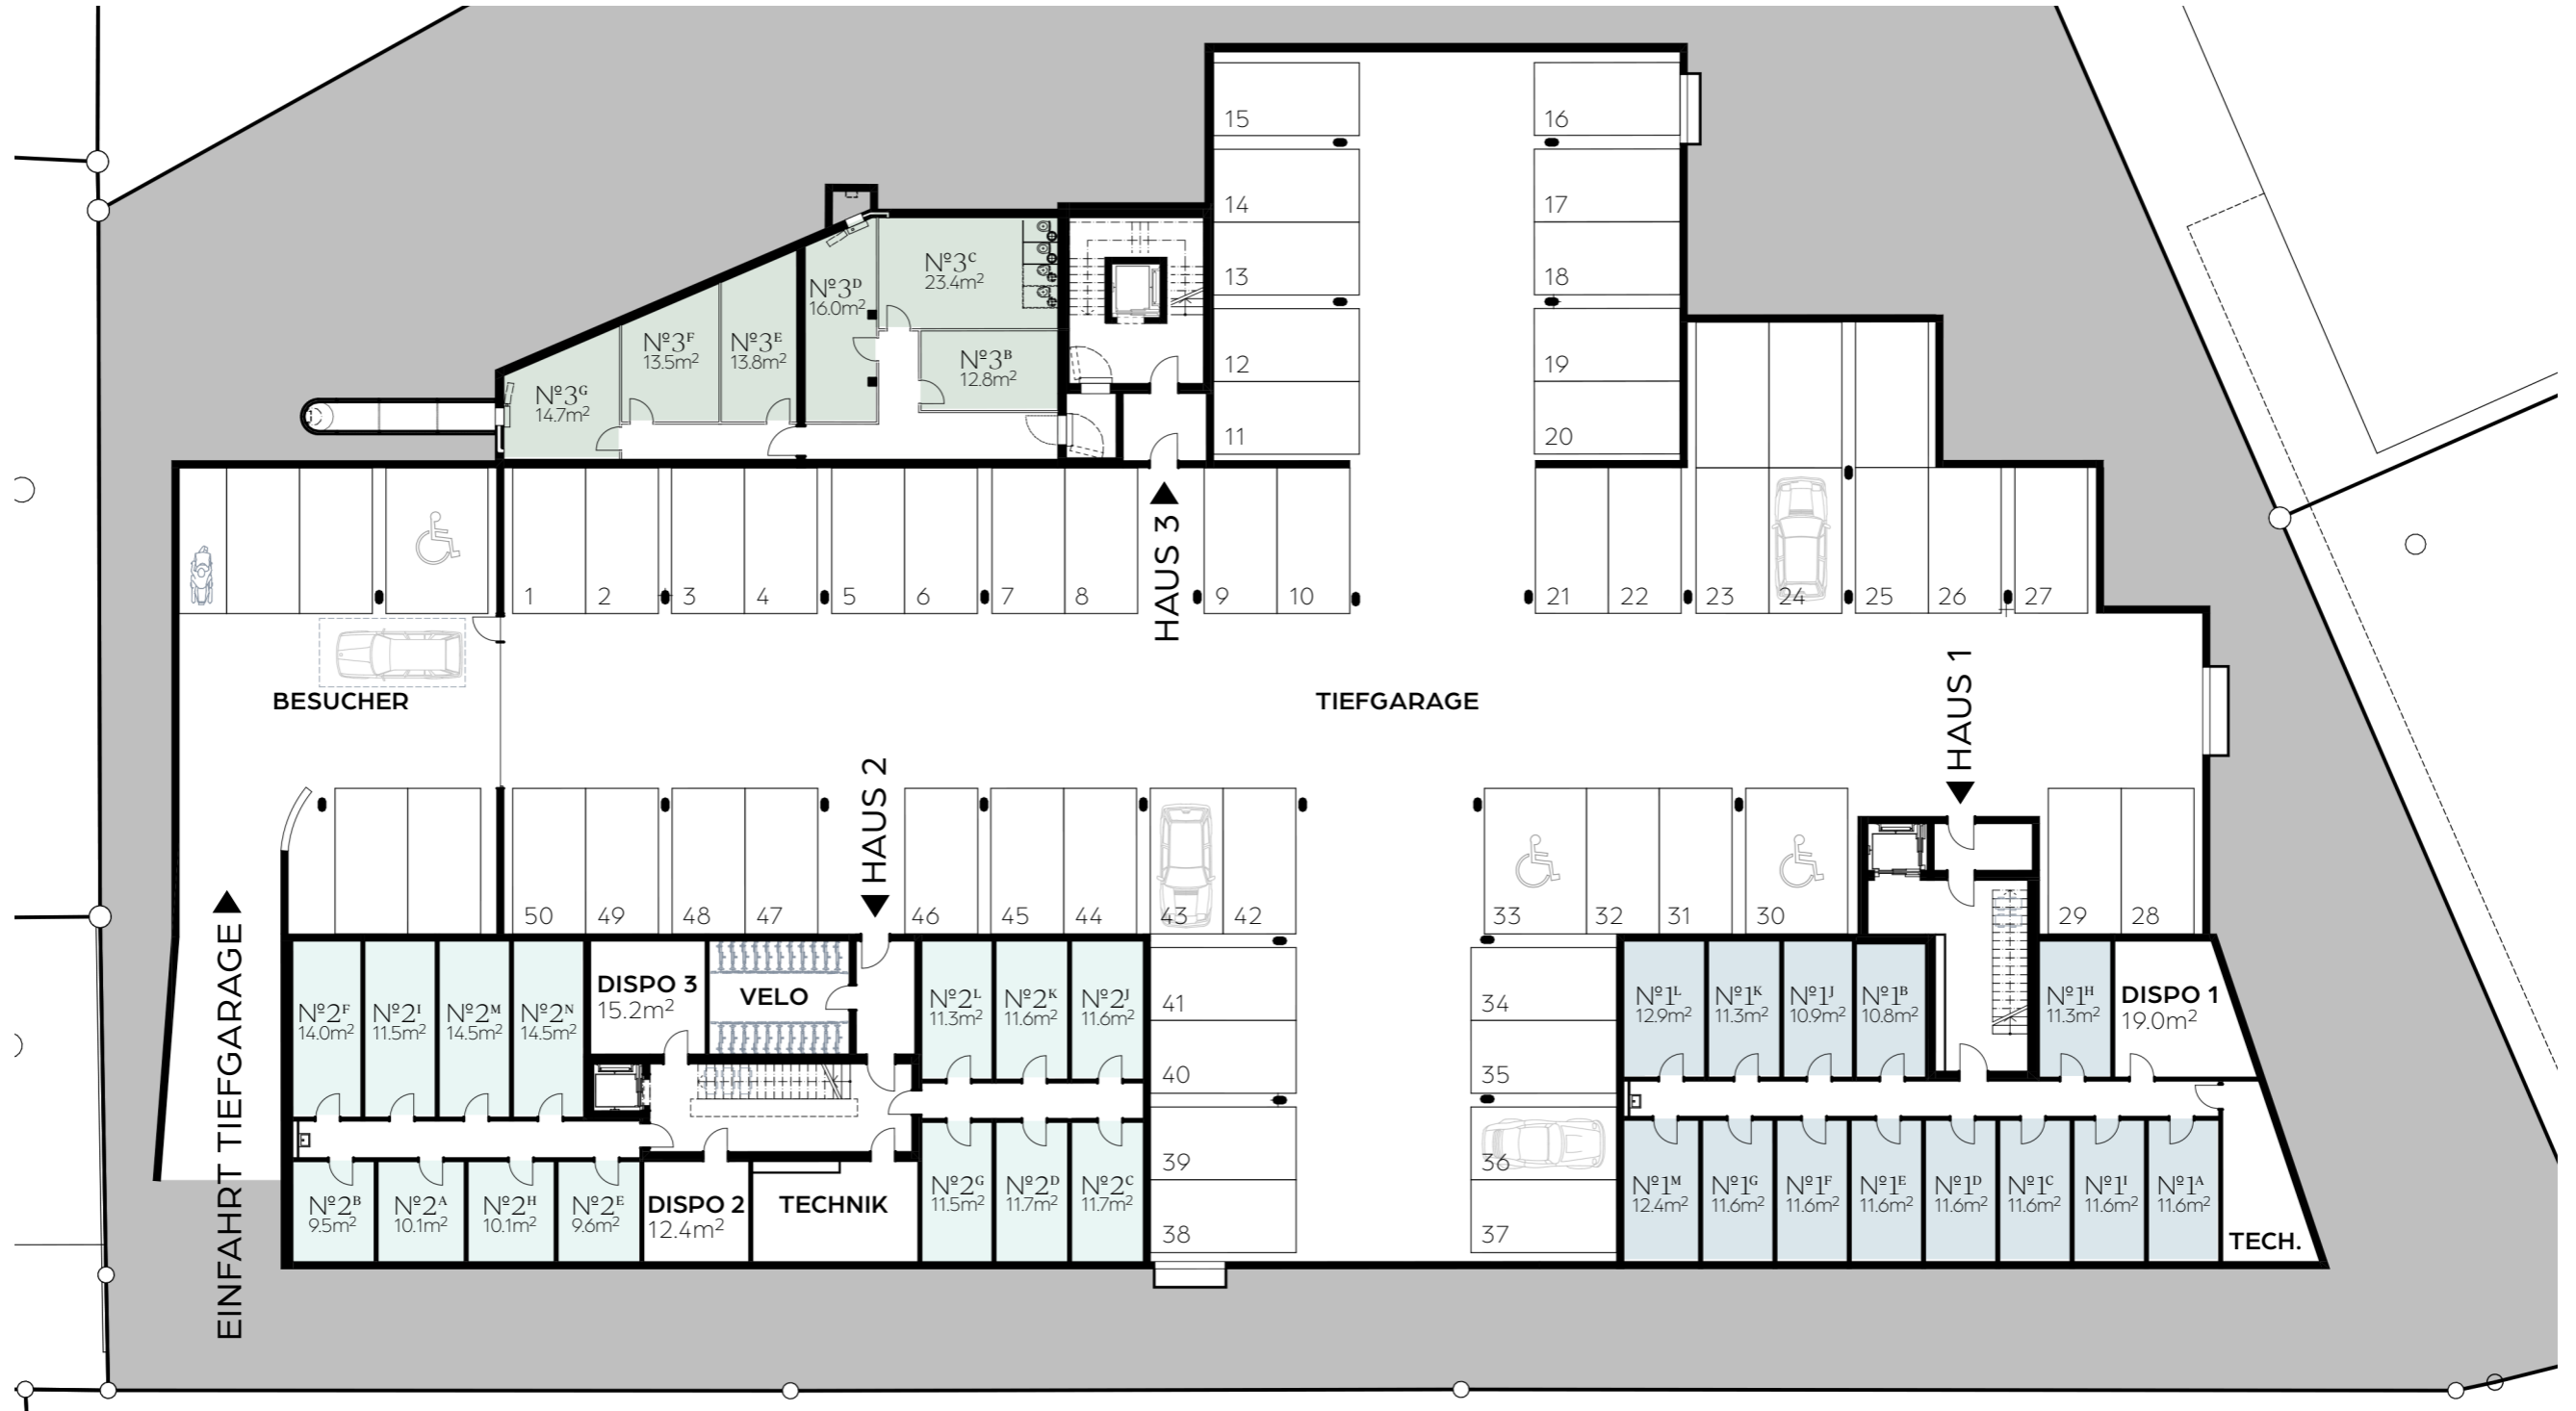 15
16
14
17
13
18
12
19
11
20
Nº3ᶜ
23.4m²
Nº3ᴰ
16.0m²
Nº3ᶠ
13.5m²
Nº3ᴱ
13.8m²
Nº3ᴮ
12.8m²
Nº3ᴳ
14.7m²
1
2
3
4
5
6
7
8
HAUS 3
9
10
21
22
23
24
25
26
27
BESUCHER
TIEFGARAGE
HAUS 1
HAUS 2
EINFAHRT TIEFGARAGE
50
49
48
47
46
45
44
43
42
33
32
31
30
29
28
41
34
40
35
39
36
38
37
Nº2ᶠ
14.0m²
Nº2ᴵ
11.5m²
Nº2ᴹ
14.5m²
Nº2ᴺ
14.5m²
DISPO 3
15.2m²
VELO
Nº2ᴸ
11.3m²
Nº2ᴷ
11.6m²
Nº2ᴶ
11.6m²
Nº1ᴸ
12.9m²
Nº1ᴷ
11.3m²
Nº1ᴶ
10.9m²
Nº1ᴮ
10.8m²
Nº1ᴴ
11.3m²
DISPO 1
19.0m²
Nº2ᴮ
9.5m²
Nº2ᴬ
10.1m²
Nº2ᴴ
10.1m²
Nº2ᴱ
9.6m²
DISPO 2
12.4m²
TECHNIK
Nº2ᴳ
11.5m²
Nº2ᴰ
11.7m²
Nº2ᶜ
11.7m²
Nº1ᴹ
12.4m²
Nº1ᴳ
11.6m²
Nº1ᶠ
11.6m²
Nº1ᴱ
11.6m²
Nº1ᴰ
11.6m²
Nº1ᶜ
11.6m²
Nº1ᴵ
11.6m²
Nº1ᴬ
11.6m²
TECH.